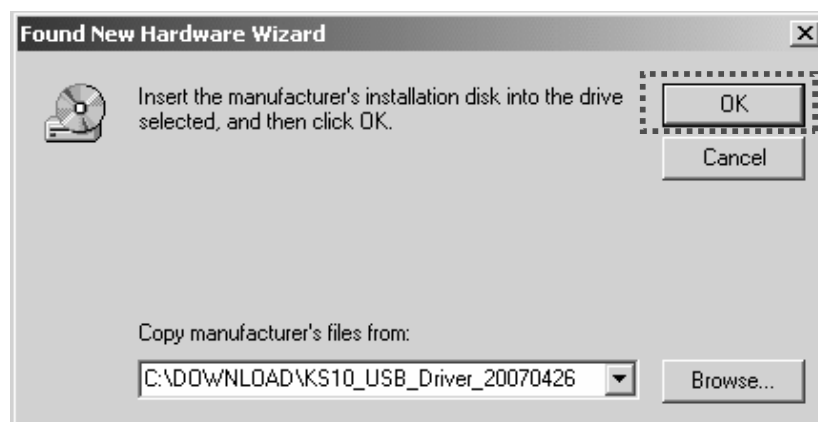 Found New Hardware Wizard
Insert the manufacturer's installation disk into the drive
selected, and then click OK.
OK
Cancel
Copy manufacturer's files from:
C:\DOWNLOAD\KS10_USB_Driver_20070426
Browse...